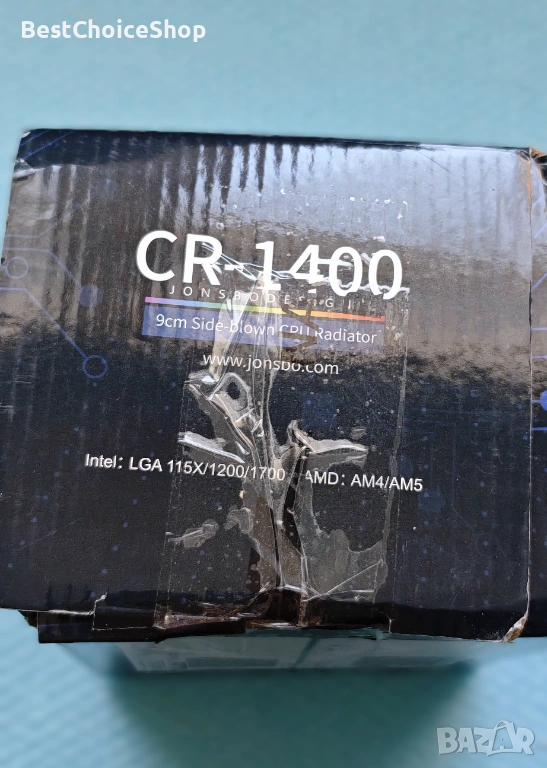 BestChoiceShop
CR-1400
9cm Side-blown CPU Radiator
www.jonsbo.com
Intel: LGA 115X/1200/1700 AMD: AM4/AM5
BAZAR